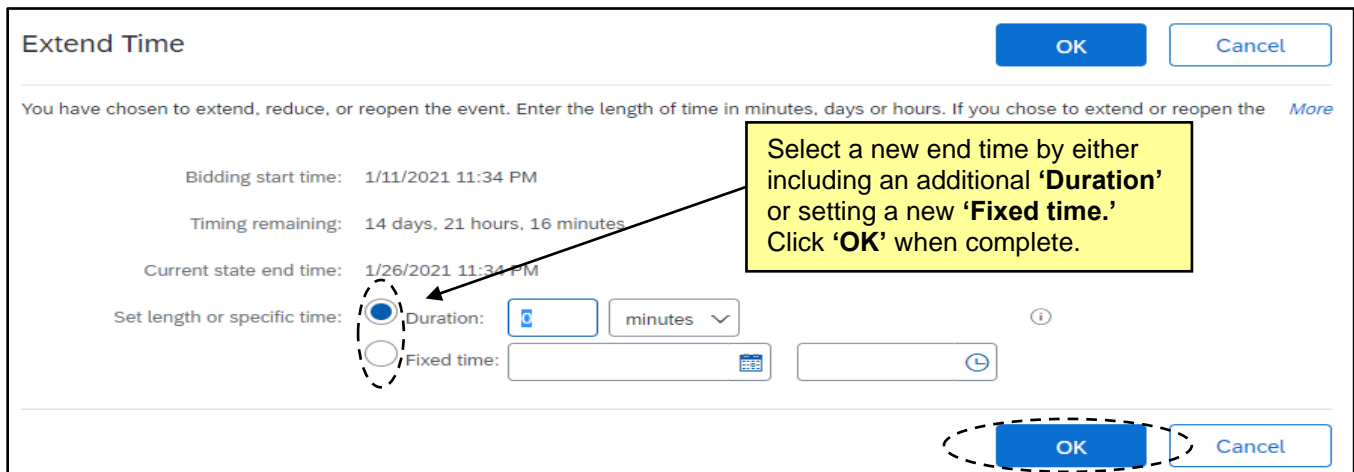 Extend Time
OK
Cancel
You have chosen to extend, reduce, or reopen the event. Enter the length of time in minutes, days or hours. If you chose to extend or reopen the More
Select a new end time by either
including an additional ‘Duration’
or setting a new ‘Fixed time.’
Click ‘OK’ when complete.
Bidding start time: 1/11/2021 11:34 PM
Timing remaining: 14 days, 21 hours, 16 minutes
Current state end time: 1/26/2021 11:34 PM
Set length or specific time: Duration: 0 minutes
Fixed time:
OK
Cancel